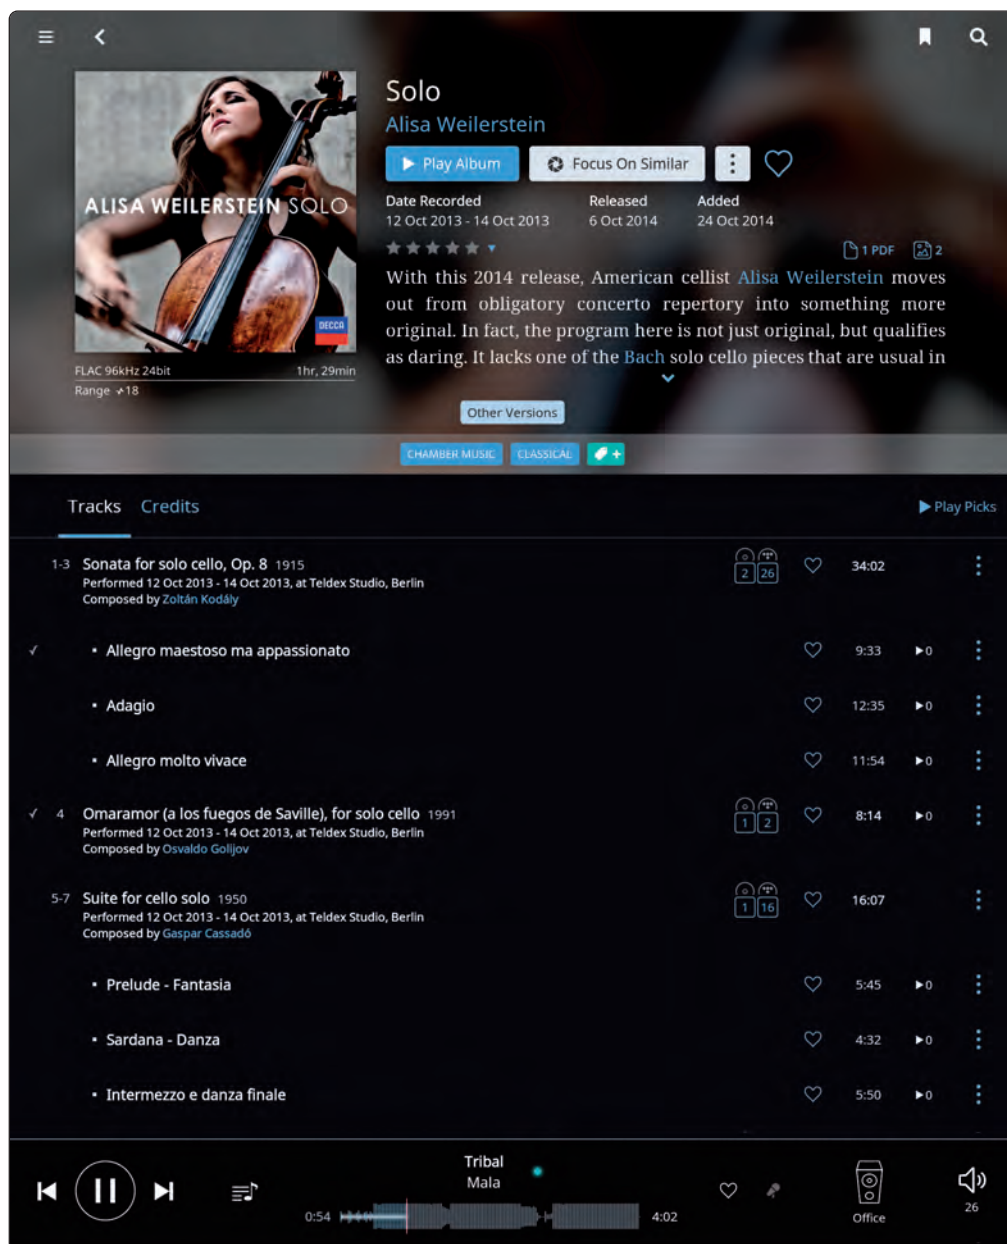 Solo
Alisa Weilerstein
Play Album
Focus On Similar
Date Recorded
Released
Added
12 Oct 2013 - 14 Oct 2013
6 Oct 2014
24 Oct 2014
1 PDF
2
ALISA WEILERSTEIN SOLO
DECCA
With this 2014 release, American cellist Alisa Weilerstein moves
out from obligatory concerto repertory into something more
original. In fact, the program here is not just original, but qualifies
as daring. It lacks one of the Bach solo cello pieces that are usual in
FLAC 96kHz 24bit
1hr, 29min
Range 18
Other Versions
CHAMBER MUSIC
CLASSICAL
+
Tracks
Credits
Play Picks
1-3 Sonata for solo cello, Op. 8 1915
2 26
34:02
Performed 12 Oct 2013 - 14 Oct 2013, at Teldex Studio, Berlin
Composed by Zoltán Kodály
Allegro maestoso ma appassionato 9:33 0
Adagio 12:35 0
Allegro molto vivace 11:54 0
4 Omaramor (a los fuegos de Saville), for solo cello 1991
1 2
8:14 0
Performed 12 Oct 2013 - 14 Oct 2013, at Teldex Studio, Berlin
Composed by Osvaldo Golijov
5-7 Suite for cello solo 1950
1 16
16:07
Performed 12 Oct 2013 - 14 Oct 2013, at Teldex Studio, Berlin
Composed by Gaspar Cassadó
Prelude - Fantasia 5:45 0
Sardana - Danza 4:32 0
Intermezzo e danza finale 5:50 0
Tribal
Mala
0:54
4:02
Office
26